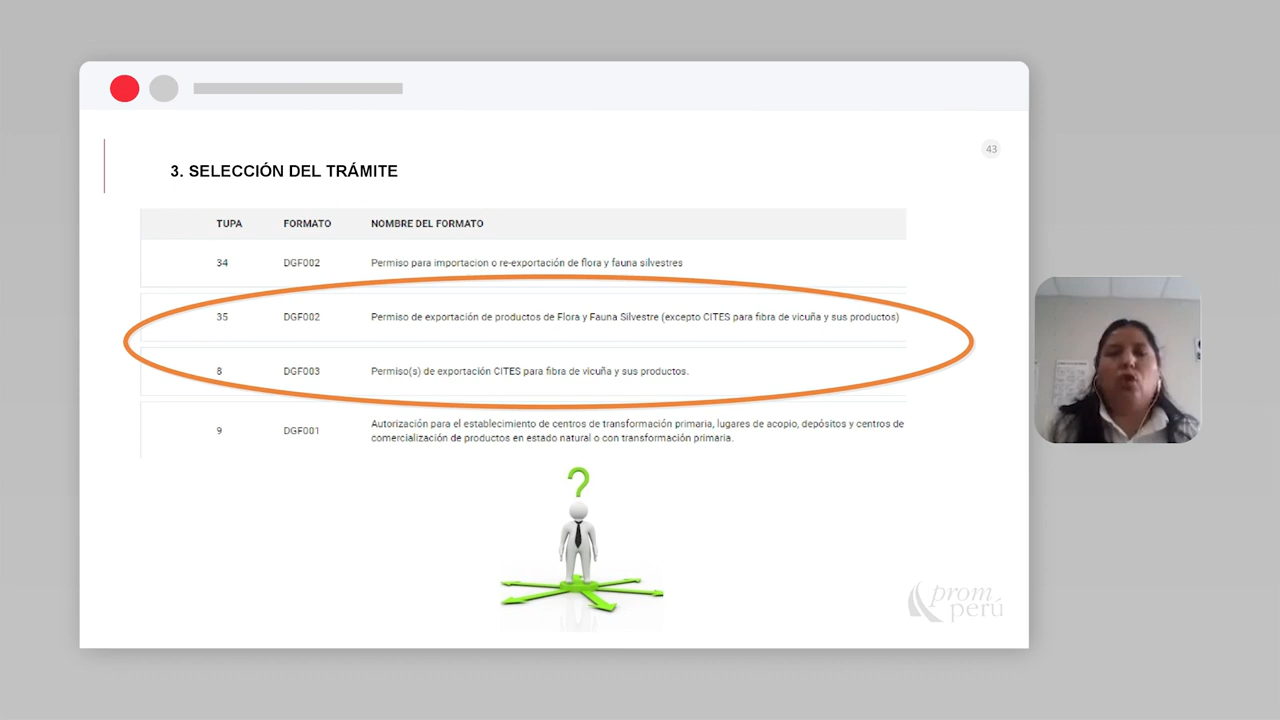 43
3. SELECCIÓN DEL TRÁMITE
TUPA FORMATO NOMBRE DEL FORMATO
34 DGF002 Permiso para importacion o re-exportación de flora y fauna silvestres
35 DGF002 Permiso de exportación de productos de Flora y Fauna Silvestre (excepto CITES para fibra de vicuña y sus productos)
8 DGF003 Permiso(s) de exportación CITES para fibra de vicuña y sus productos.
9 DGF001 Autorización para el establecimiento de centros de transformación primaria, lugares de acopio, depósitos y centros de
comercialización de productos en estado natural o con transformación primaria.
?
prom
perú